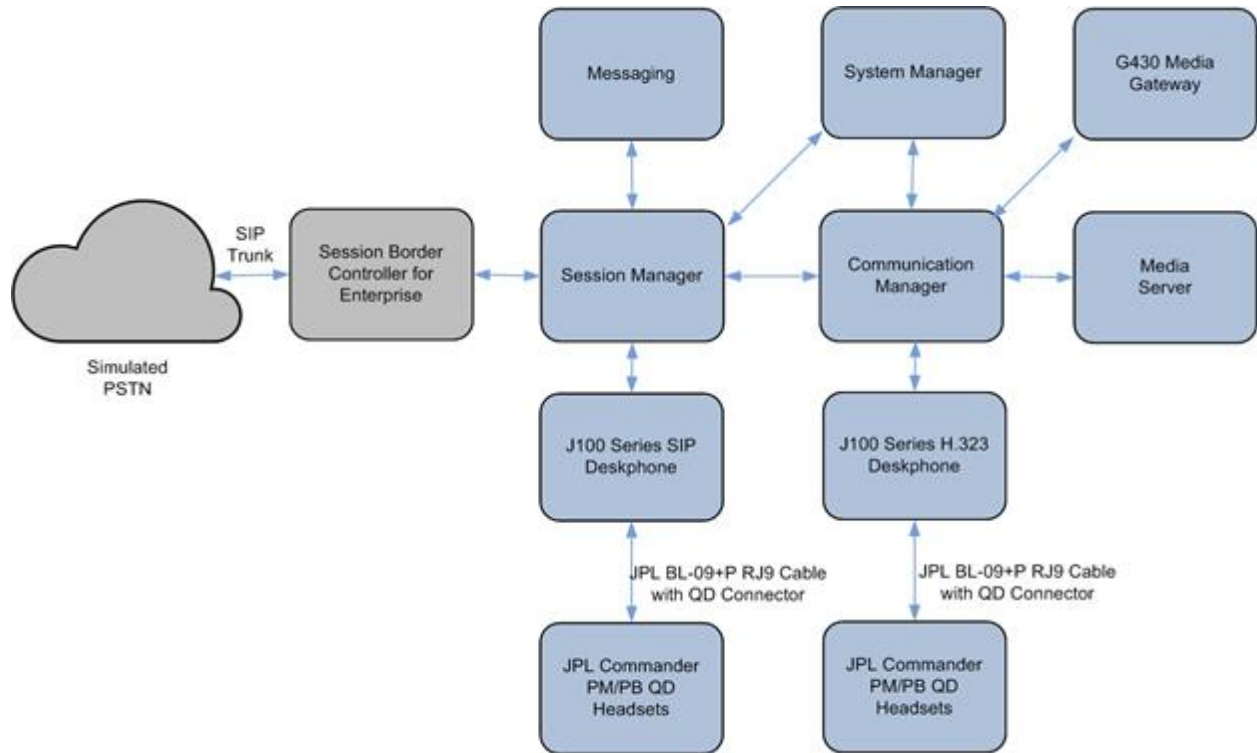 Messaging
System Manager
G430 Media
Gateway
SIP
Trunk
Session Border
Controller for
Enterprise
Session Manager
Communication
Manager
Media
Server
Simulated
PSTN
J100 Series SIP
Deskphone
J100 Series H.323
Deskphone
JPL BL-09+P RJ9 Cable
with QD Connector
JPL BL-09+P RJ9 Cable
with QD Connector
JPL Commander
PM/PB QD
Headsets
JPL Commander
PM/PB QD
Headsets